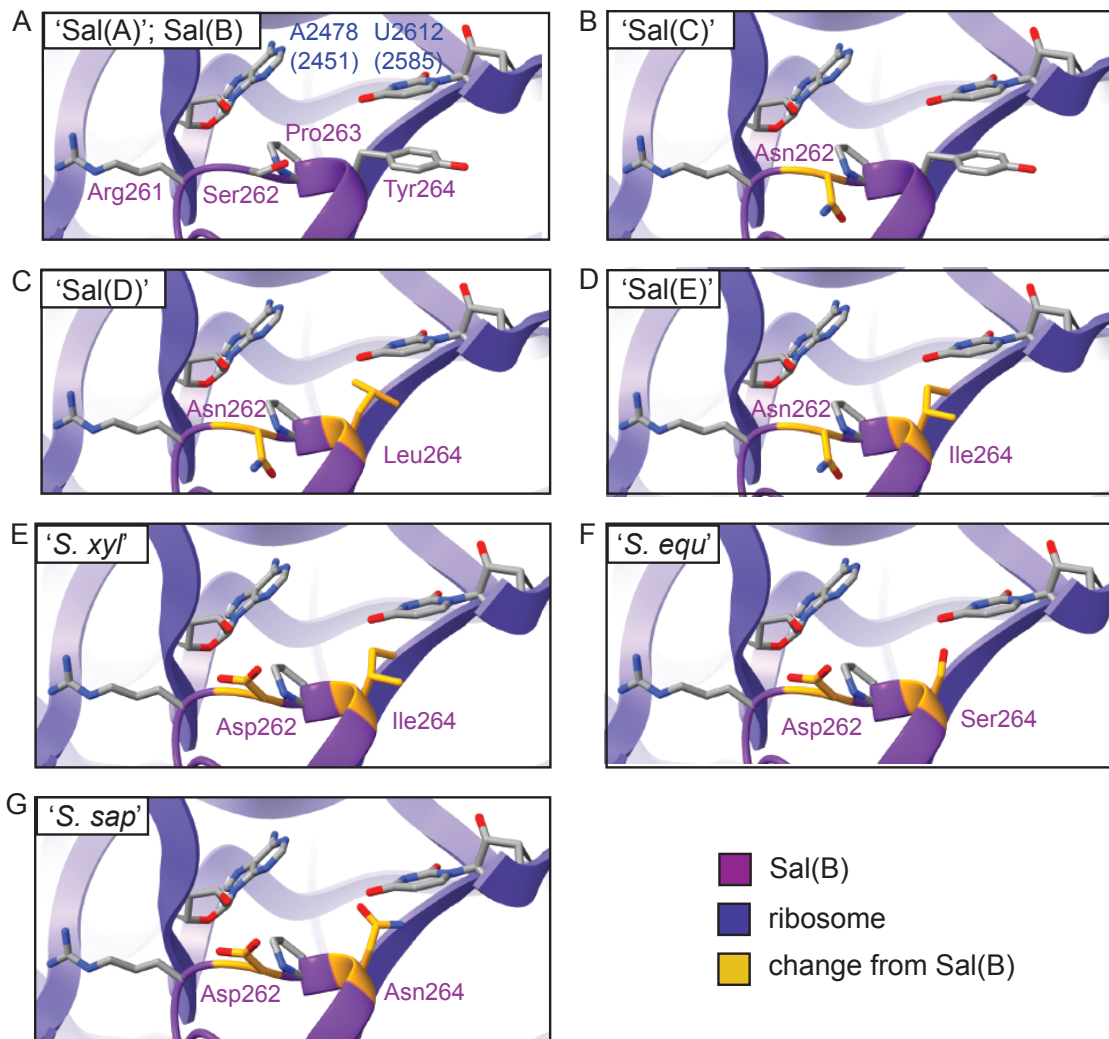 A
'Sal(A)'; Sal(B)
A2478 U2612
(2451) (2585)
Pro263
Arg261
Ser262
Tyr264
B
'Sal(C)'
Asn262
C
'Sal(D)'
Asn262
Leu264
D
'Sal(E)'
Asn262
Ile264
E
'S. xyl'
Asp262
Ile264
F
'S. equ'
Asp262
Ser264
G
'S. sap'
Asp262
Asn264
Sal(B)
ribosome
change from Sal(B)